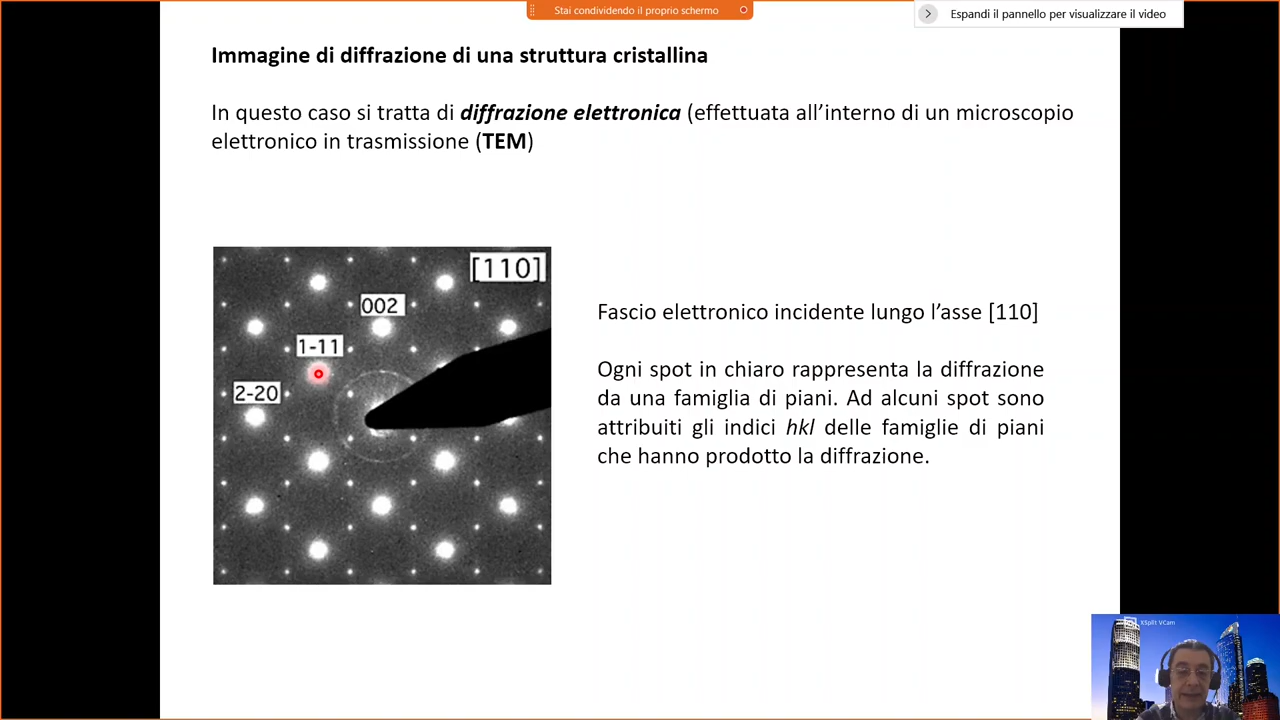 Stai condividendo il proprio schermo
Espandi il pannello per visualizzare il video
Immagine di diffrazione di una struttura cristallina
In questo caso si tratta di diffrazione elettronica (effettuata all’interno di un microscopio
elettronico in trasmissione (TEM)
[110]
002
1-11
2-20
Fascio elettronico incidente lungo l’asse [110]
Ogni spot in chiaro rappresenta la diffrazione
da una famiglia di piani. Ad alcuni spot sono
attribuiti gli indici hkl delle famiglie di piani
che hanno prodotto la diffrazione.
XSplit VCam